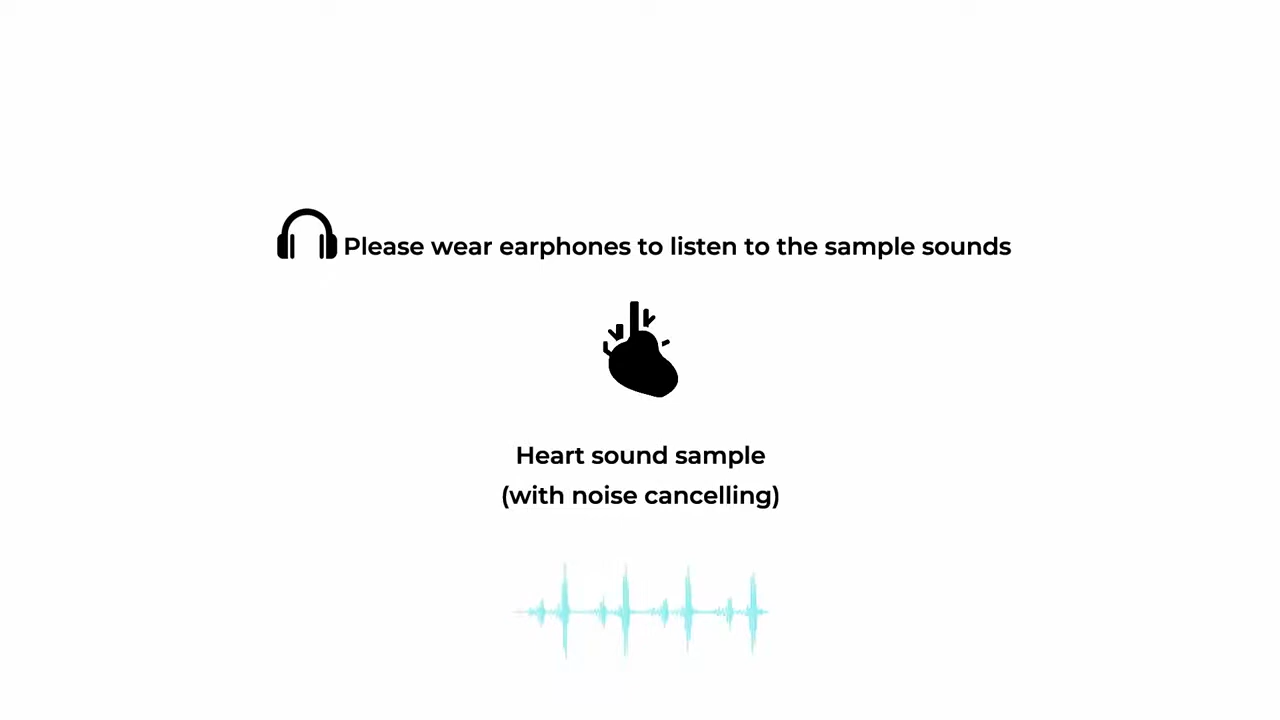 Please wear earphones to listen to the sample sounds
Heart sound sample
(with noise cancelling)